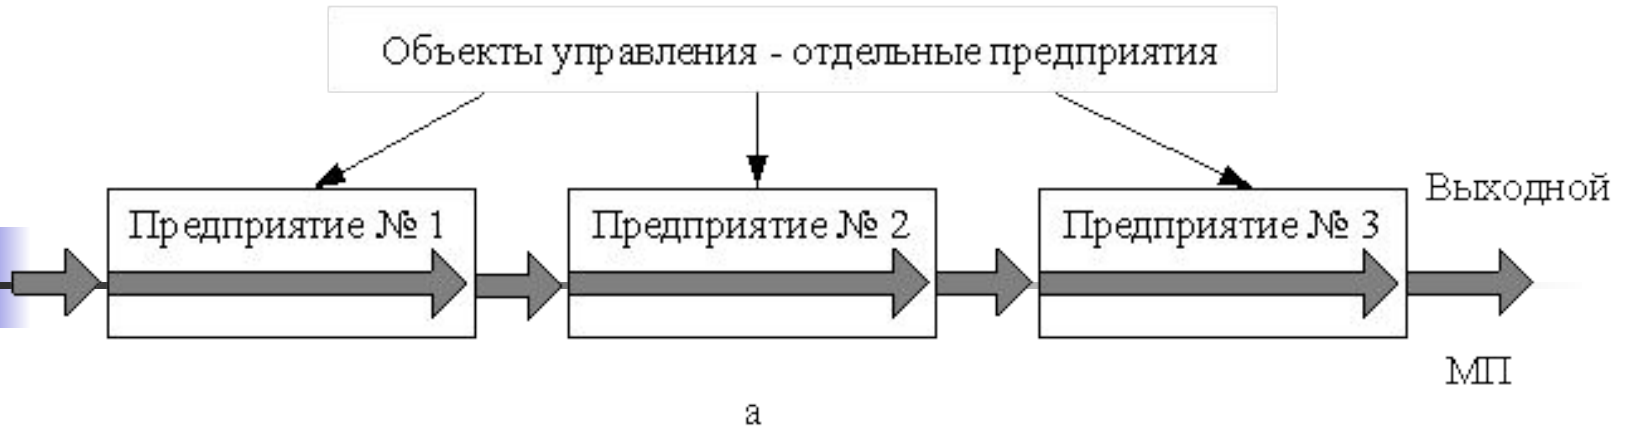 Объекты управления - отдельные предприятия
Предприятие № 1
Предприятие № 2
Предприятие № 3
Выходной
МП
а